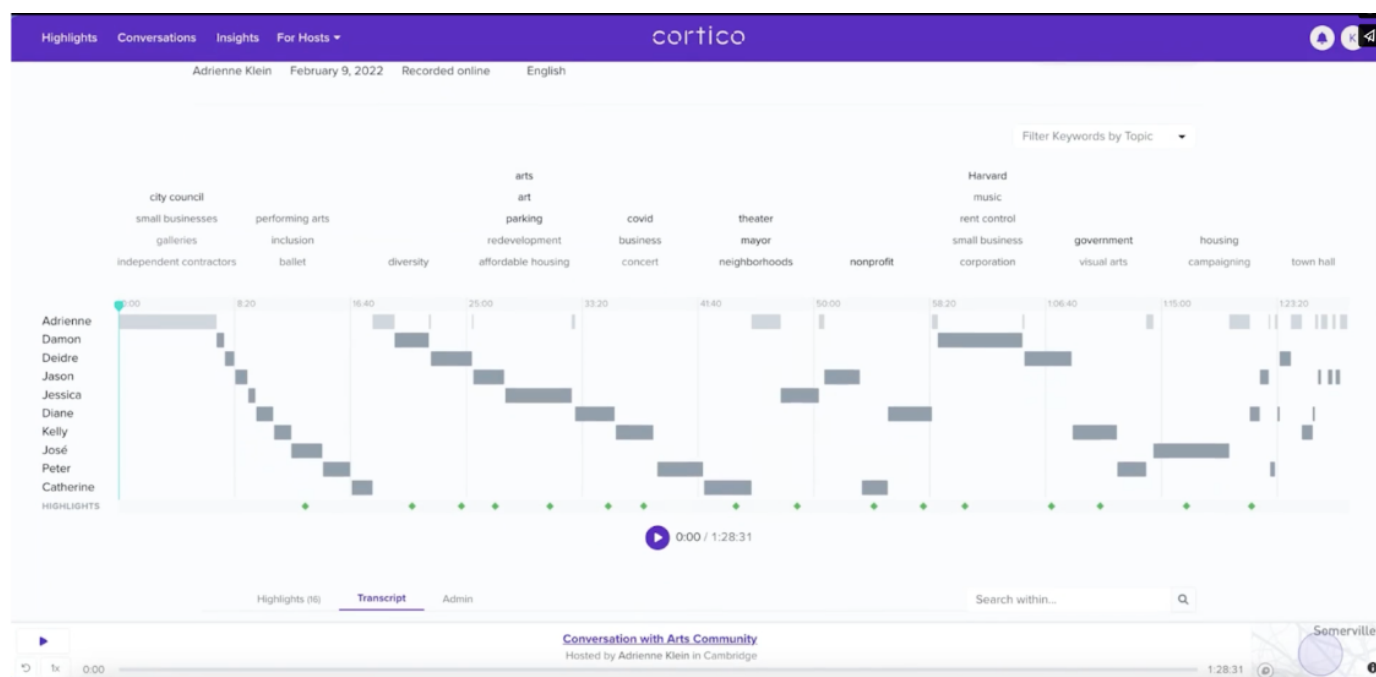 Highlights Conversations Insights For Hosts
cortico
K
Adrienne Klein February 9, 2022 Recorded online English
Filter Keywords by Topic
arts Harvard
city council art music
small businesses performing arts parking covid theater rent control
galleries inclusion redevelopment business mayor small business government housing
independent contractors ballet diversity affordable housing concert neighborhoods nonprofit corporation visual arts campaigning town hall
0:00 8:20 16:40 25:00 33:20 41:40 50:00 58:20 1:06:40 1:15:00 1:23:20
Adrienne
Damon
Deidre
Jason
Jessica
Diane
Kelly
José
Peter
Catherine
HIGHLIGHTS
0:00 / 1:28:31
Highlights (16) Transcript Admin Search within...
Conversation with Arts Community
Hosted by Adrienne Klein in Cambridge
1x 0:00 1:28:31
Somerville